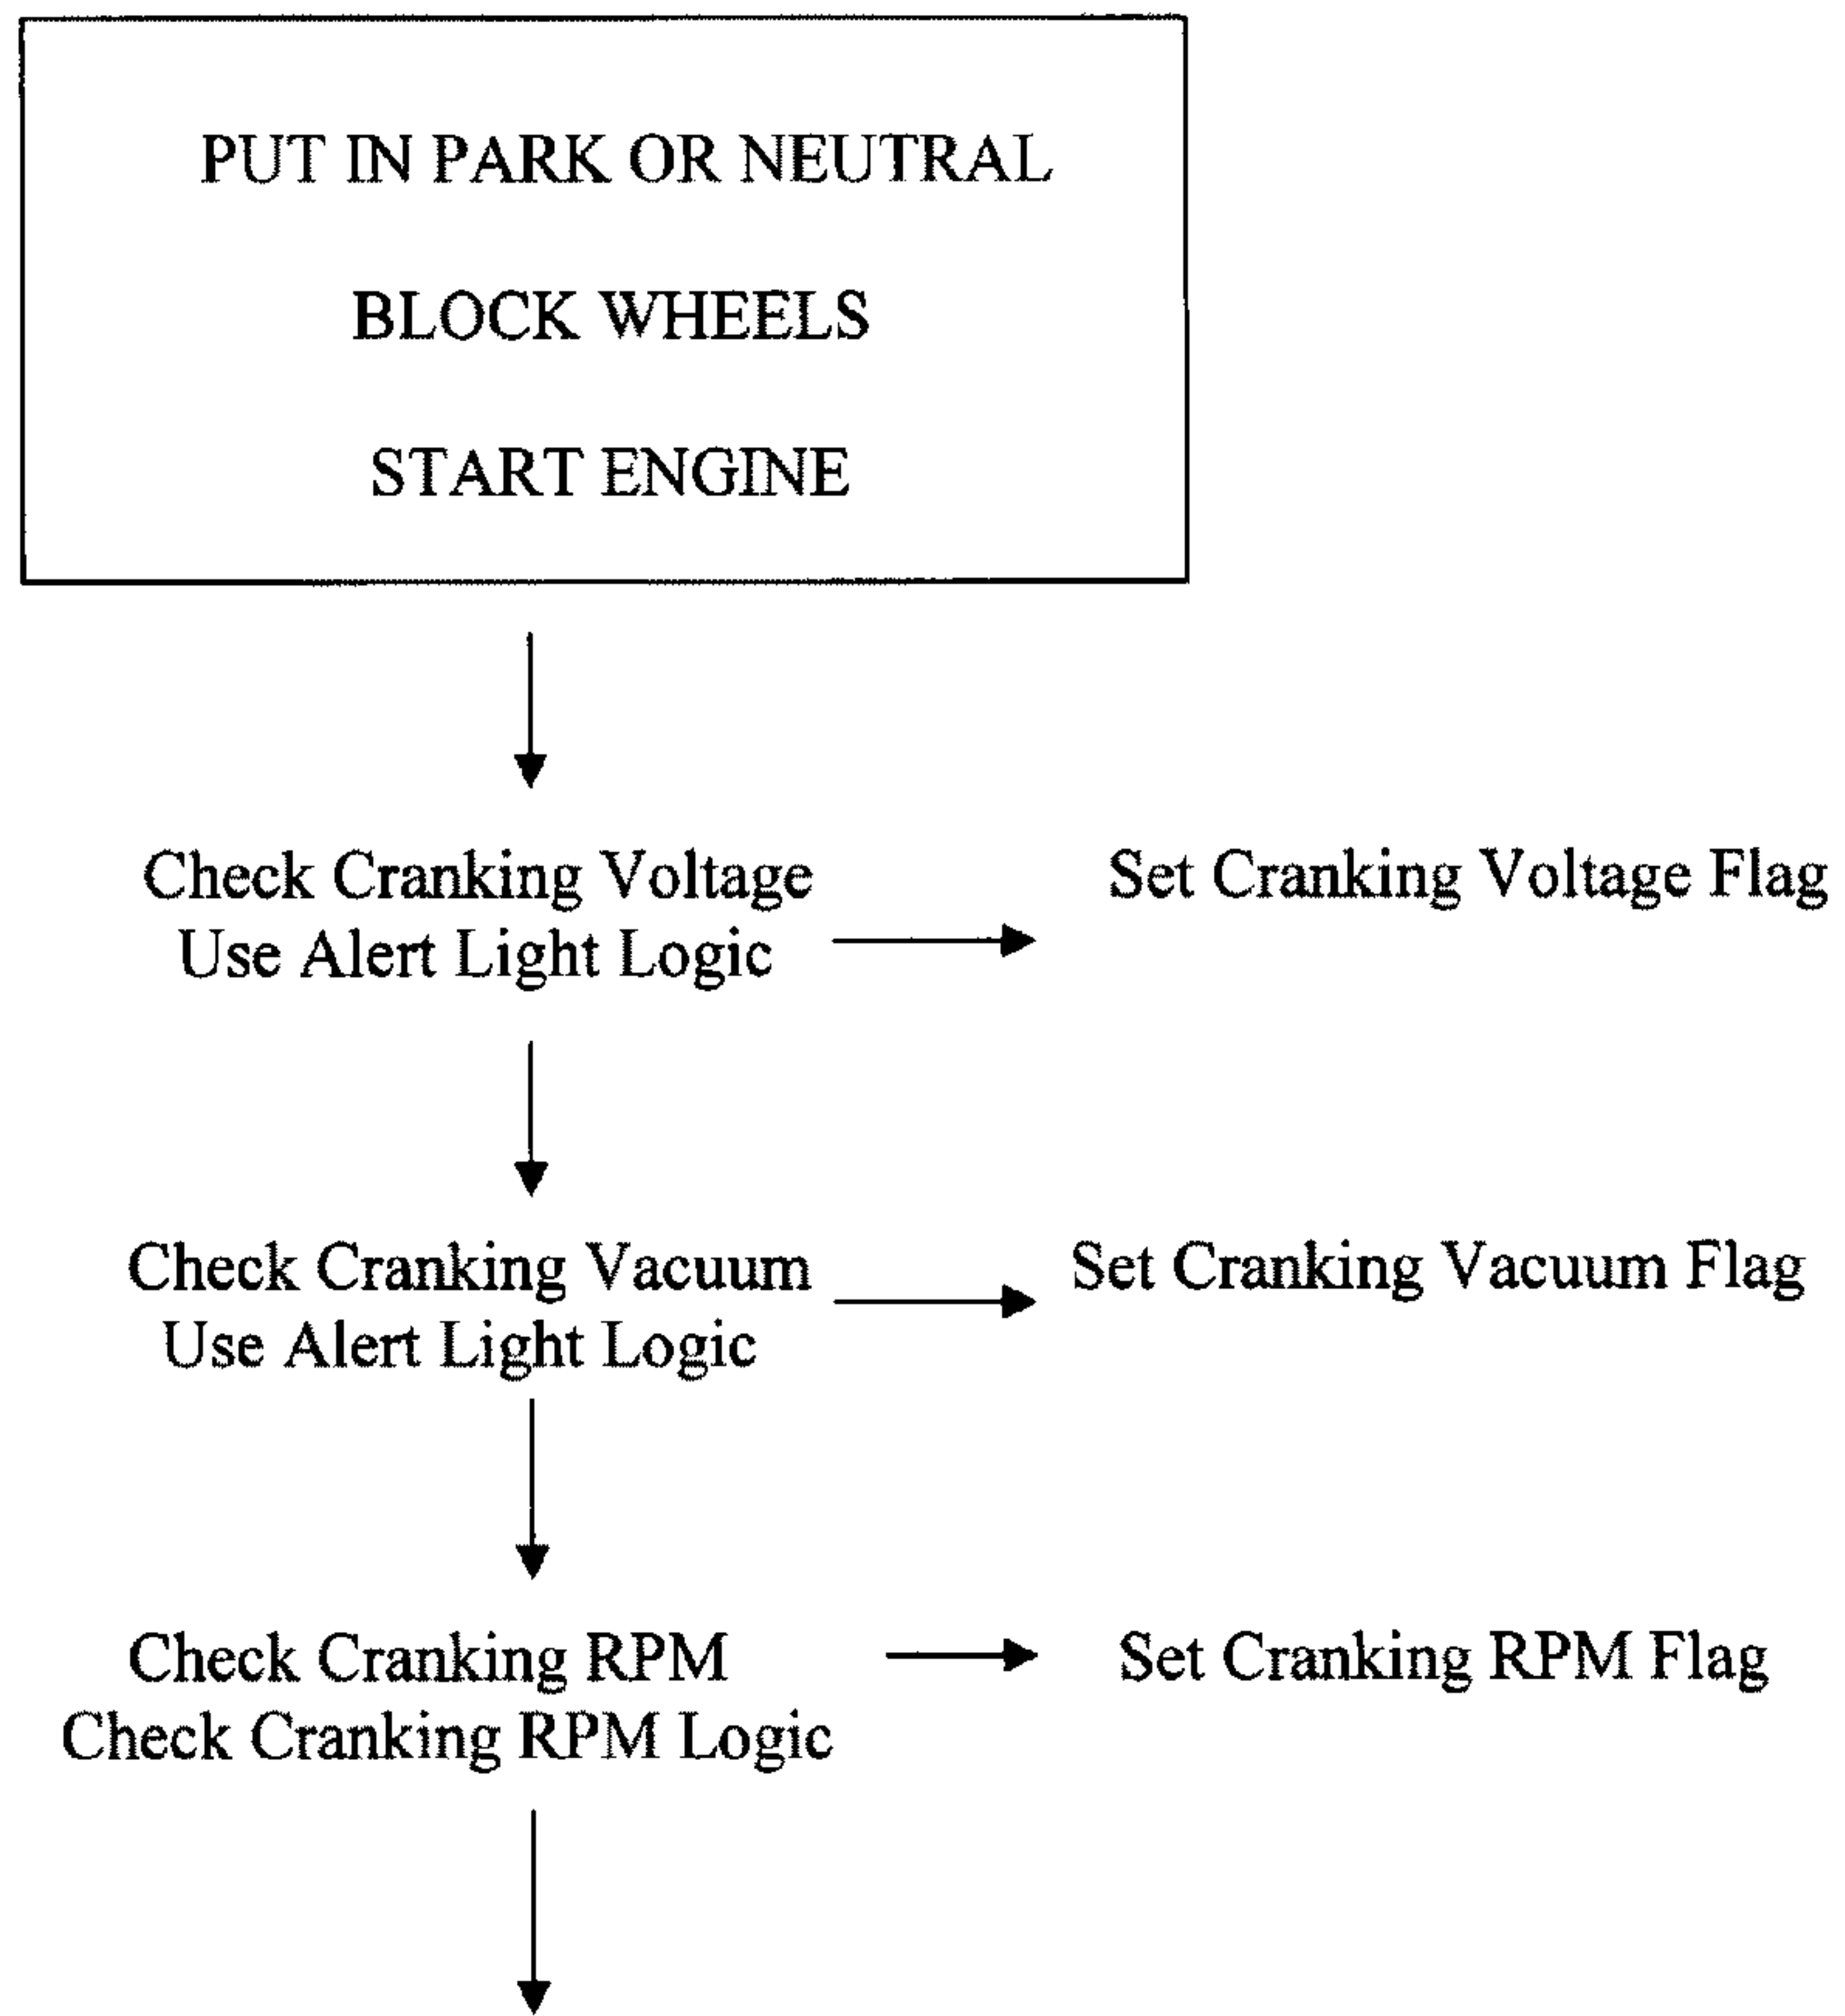 PUT IN PARK OR NEUTRAL
BLOCK WHEELS
START ENGINE
Check Cranking Voltage
Use Alert Light Logic
Set Cranking Voltage Flag
Check Cranking Vacuum
Use Alert Light Logic
Set Cranking Vacuum Flag
Check Cranking RPM
Check Cranking RPM Logic
Set Cranking RPM Flag